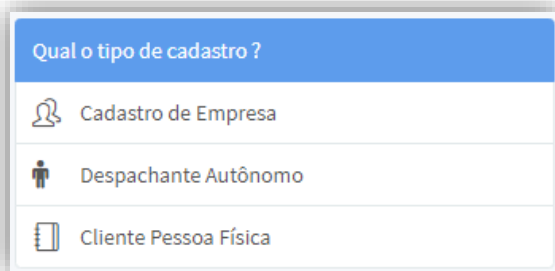 Qual o tipo de cadastro ?
Cadastro de Empresa
Despachante Autônomo
Cliente Pessoa Física